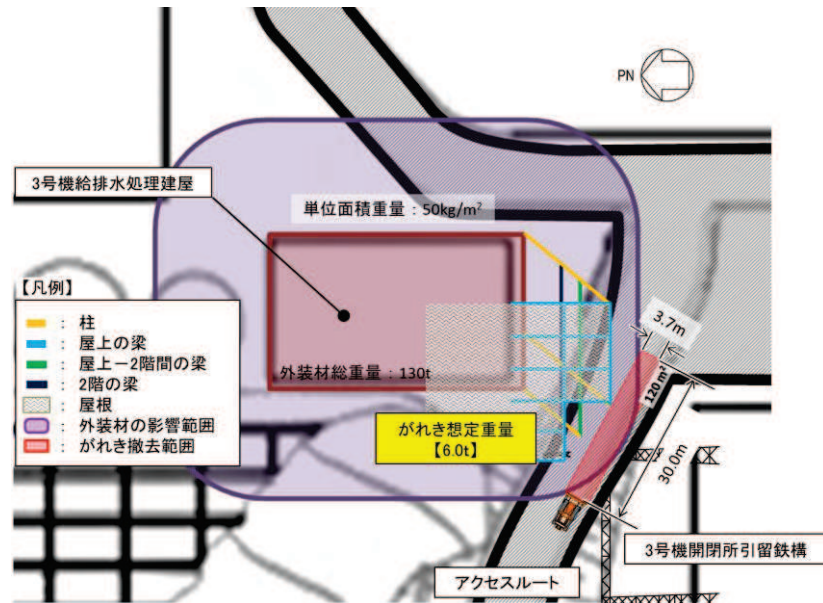 PN
3号機給排水処理建屋
単位面積重量：50kg/m²
【凡例】
：柱
：屋上の梁
：屋上－2階間の梁
：2階の梁
：屋根
：外装材の影響範囲
：がれき撤去範囲
外装材総重量：130t
3.7m
120 m²
30.0m
がれき想定重量
【6.0t】
3号機開閉所引留鉄構
アクセスルート